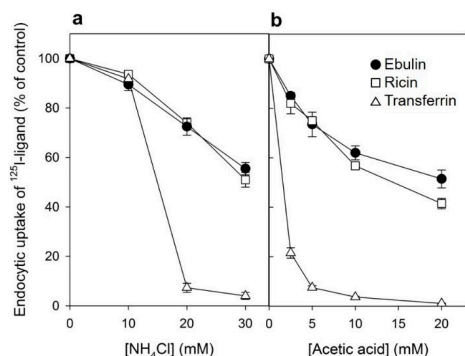 a
b
Endocytic uptake of ¹²⁵I-ligand (% of control)
100
80
60
40
20
0
Ebulin
Ricin
Transferrin
0 10 20 30
0 5 10 15 20
[NH₄Cl] (mM)
[Acetic acid] (mM)